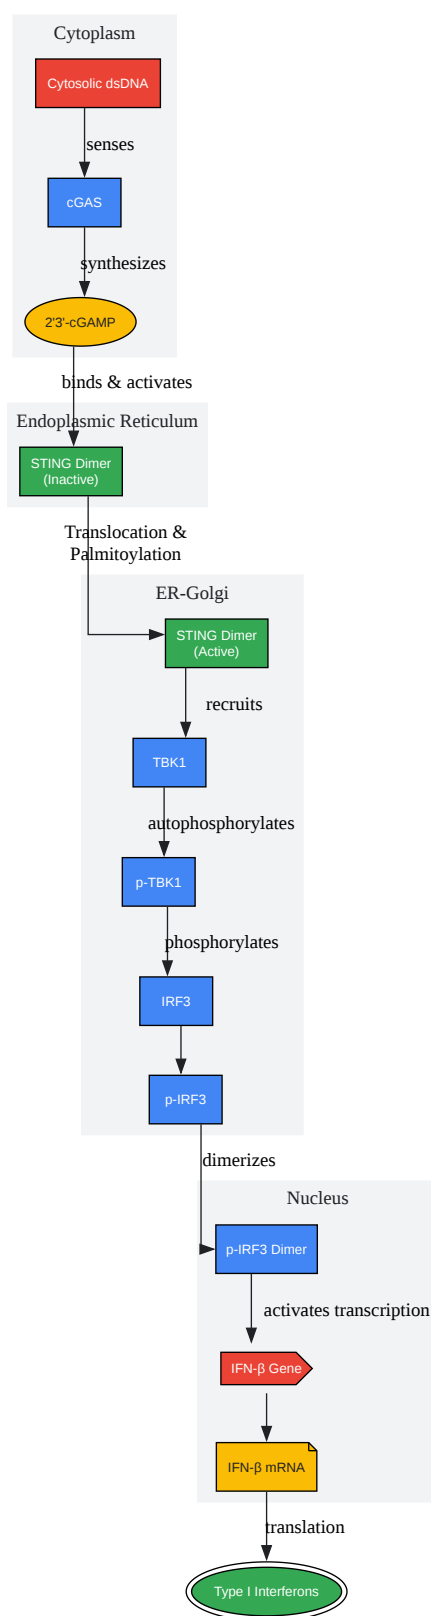 Cytoplasm
Cytosolic dsDNA
senses
cGAS
synthesizes
2'3'-cGAMP
binds & activates
Endoplasmic Reticulum
STING Dimer
(Inactive)
Translocation &
Palmitoylation
ER-Golgi
STING Dimer
(Active)
recruits
TBK1
autophosphorylates
p-TBK1
phosphorylates
IRF3
p-IRF3
dimerizes
Nucleus
p-IRF3 Dimer
activates transcription
IFN-β Gene
IFN-β mRNA
translation
Type I Interferons